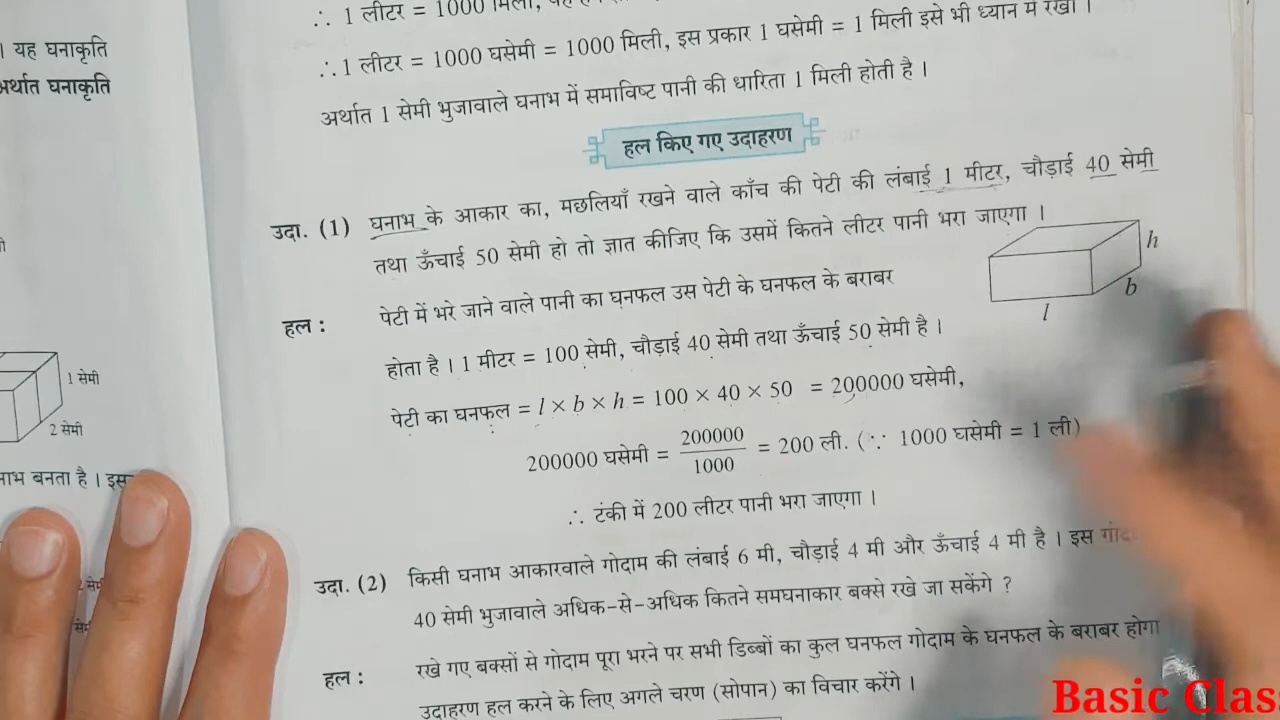 यह घनाकृति
अर्थात घनाकृति
1 सेमी
2 सेमी
बनता है । इस
∴ 1 लीटर = 1000 मिली,
∴ 1 लीटर = 1000 घसेमी = 1000 मिली, इस प्रकार 1 घसेमी = 1 मिली इसे भी ध्यान में रखो ।
अर्थात 1 सेमी भुजावाले घनाभ में समाविष्ट पानी की धारिता 1 मिली होती है ।
हल किए गए उदाहरण
उदा. (1) घनाभ के आकार का, मछलियाँ रखने वाले काँच की पेटी की लंबाई 1 मीटर, चौड़ाई 40 सेमी
तथा ऊँचाई 50 सेमी हो तो ज्ञात कीजिए कि उसमें कितने लीटर पानी भरा जाएगा ।
h
b
l
हल : पेटी में भरे जाने वाले पानी का घनफल उस पेटी के घनफल के बराबर
होता है । 1 मीटर = 100 सेमी, चौड़ाई 40 सेमी तथा ऊँचाई 50 सेमी है ।
पेटी का घनफल = l × b × h = 100 × 40 × 50 = 200000 घसेमी,
200000 घसेमी = 200000/1000 = 200 ली. (∵ 1000 घसेमी = 1 ली)
∴ टंकी में 200 लीटर पानी भरा जाएगा ।
उदा. (2) किसी घनाभ आकारवाले गोदाम की लंबाई 6 मी, चौड़ाई 4 मी और ऊँचाई 4 मी है । इस
40 सेमी भुजावाले अधिक-से-अधिक कितने समघनाकार बक्से रखे जा सकेंगे ?
हल : रखे गए बक्सों से गोदाम पूरा भरने पर सभी डिब्बों का कुल घनफल गोदाम के घनफल के बराबर होगा
उदाहरण हल करने के लिए अगले चरण (सोपान) का विचार करेंगे ।
Basic Clas